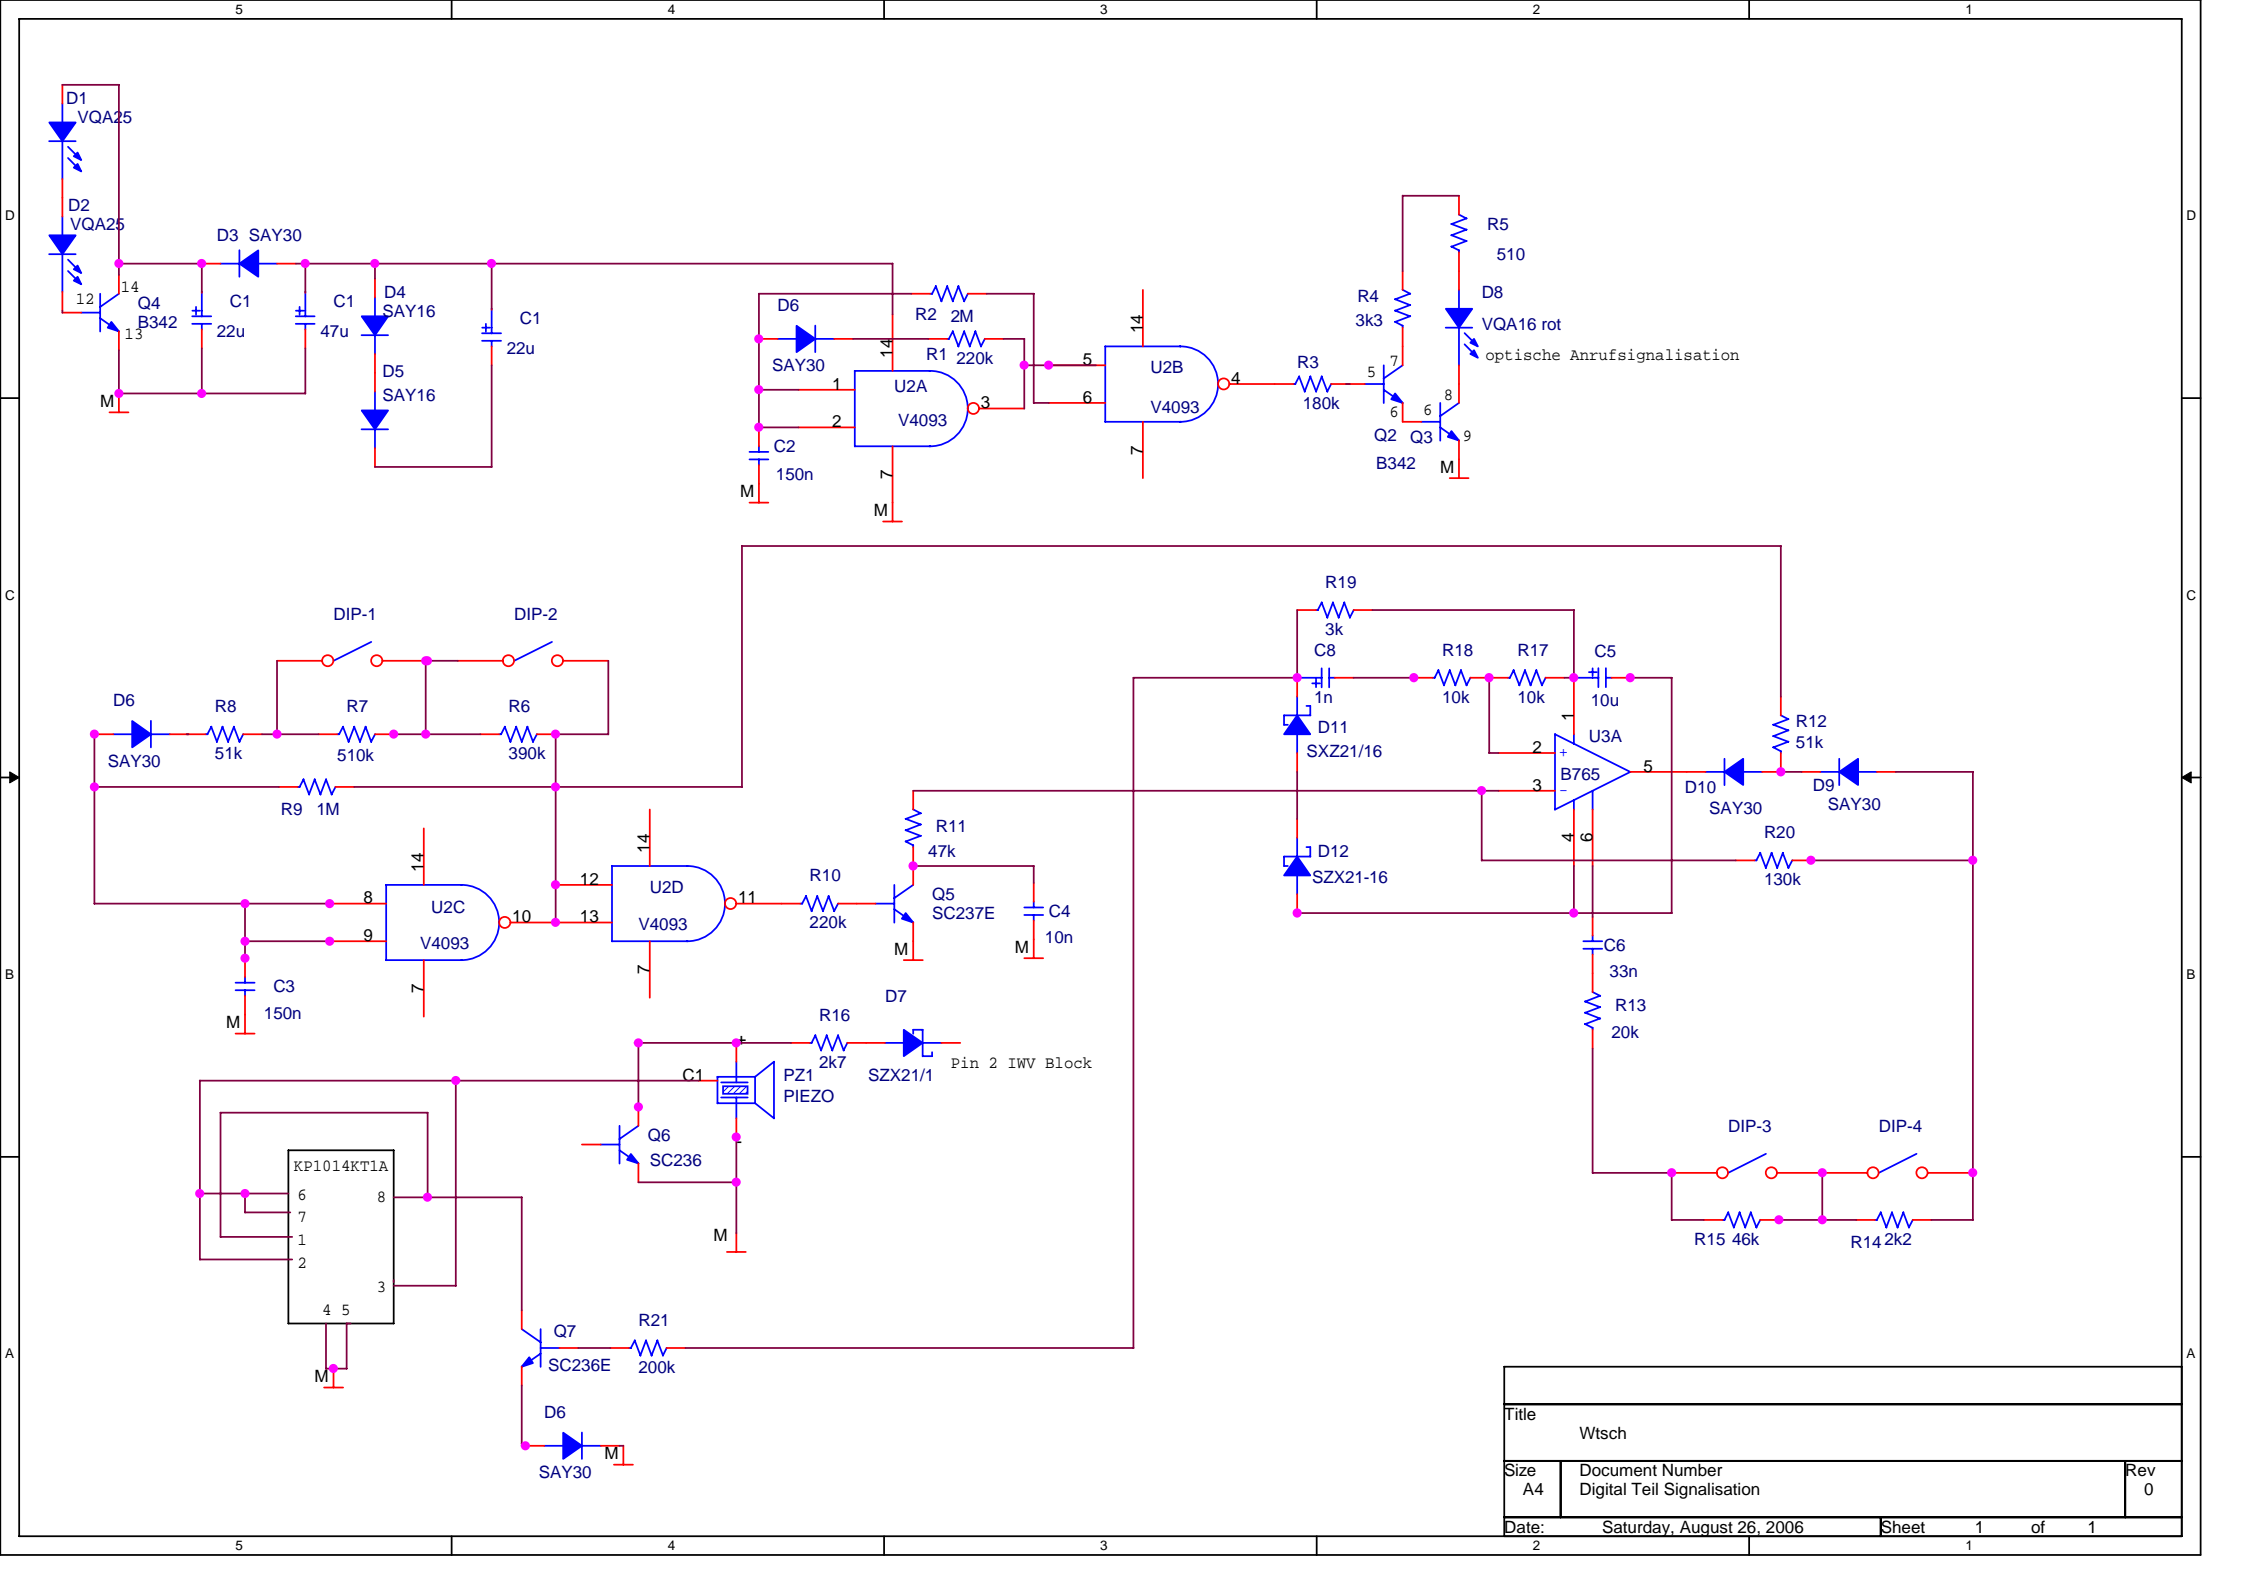 5 4 3 2 1
D
D
C
C
B
B
A
A
D1
VQA25
D2
VQA25
12
14
13
Q4
B342
D3 SAY30
C1
22u
C1
47u
D4
SAY16
D5
SAY16
C1
22u
M
D6
SAY30
R2 2M
R1 220k
14
1
2
U2A
V4093
3
7
C2
150n
M
M
14
5
6
U2B
V4093
4
7
R3
180k
R4
3k3
R5
510
D8
VQA16 rot
optische Anrufsignalisation
5
7
6
6
8
9
Q2 Q3
B342
M
DIP-1
DIP-2
D6
SAY30
R8
51k
R7
510k
R6
390k
R9 1M
14
8
9
U2C
V4093
10
7
C3
150n
M
14
12
13
U2D
V4093
11
7
R10
220k
R11
47k
Q5
SC237E
M
C4
10n
M
R19
3k
C8
1n
R18
10k
R17
10k
C5
10u
D11
SXZ21/16
D12
SZX21-16
1
2
3
U3A
B765
+
−
5
4
6
D10
SAY30
D9
SAY30
R12
51k
R20
130k
C6
33n
R13
20k
DIP-3
DIP-4
R15 46k
R14 2k2
D7
SZX21/1
R16
2k7
Pin 2 IWV Block
C1
+
-
PZ1
PIEZO
Q6
SC236
M
KP1014KT1A
6
7
1
2
8
3
4 5
M
Q7
SC236E
R21
200k
D6
SAY30
M
Title
Wtsch
Size
A4
Document Number
Digital Teil Signalisation
Rev
0
Date: Saturday, August 26, 2006 Sheet 1 of 1
5 4 3 2 1